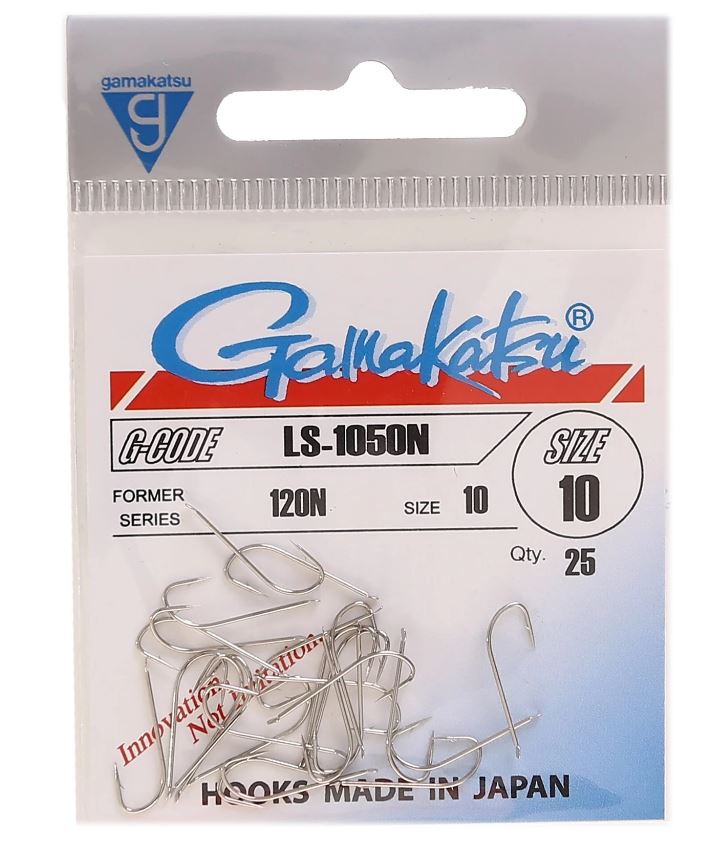 gamakatsu
Gamakatsu®
G-CODE LS-1050N SIZE
FORMER SERIES 120N SIZE 10 10
Qty. 25
Innovation
Not Imitation.
HOOKS MADE IN JAPAN